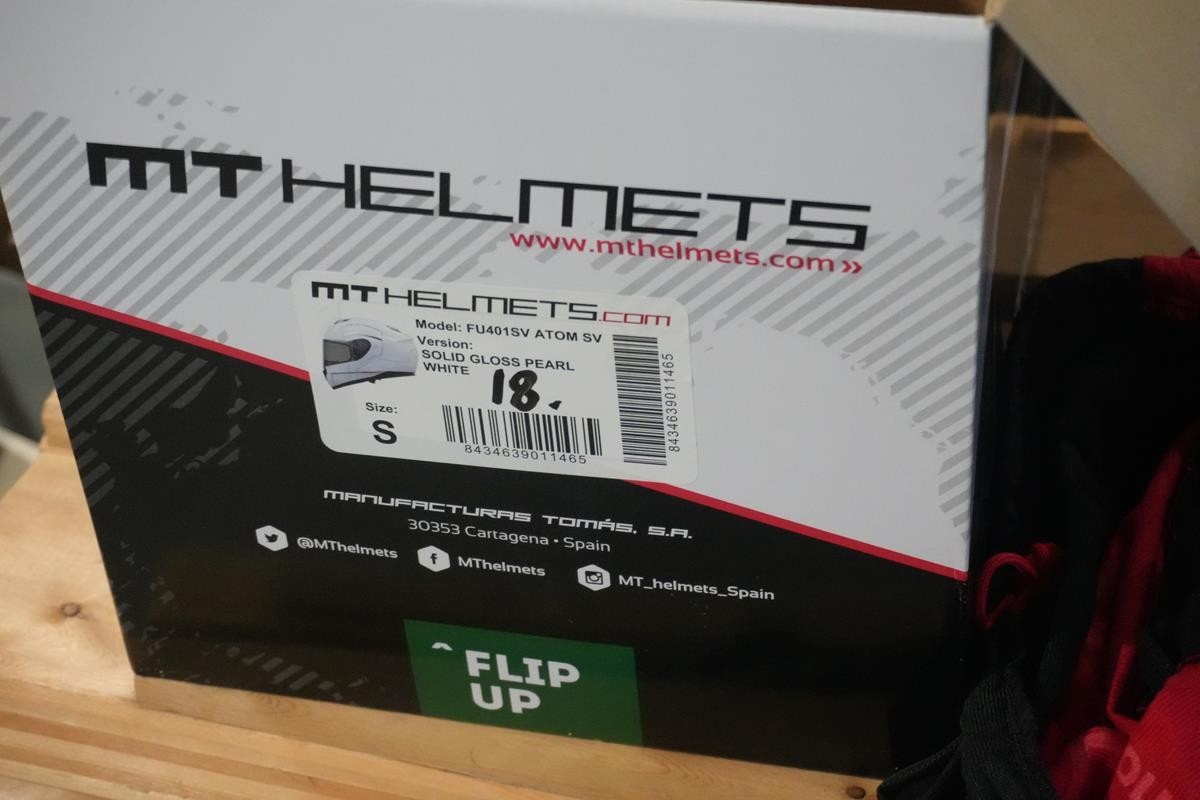 MT HELMETS
www.mthelmets.com »
MT HELMETS.com
Model: FU401SV ATOM SV
Version:
SOLID GLOSS PEARL
WHITE
18.
Size:
S
8434639011465
8434639011465
MANUFACTURAS TOMÁS, S.A.
30353 Cartagena • Spain
@MThelmets
MThelmets
MT_helmets_Spain
FLIP
UP